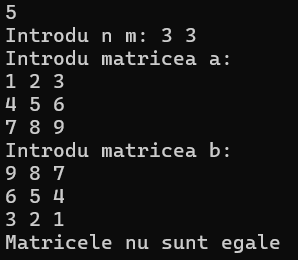 5
Introdu n m: 3 3
Introdu matricea a:
1 2 3
4 5 6
7 8 9
Introdu matricea b:
9 8 7
6 5 4
3 2 1
Matricele nu sunt egale